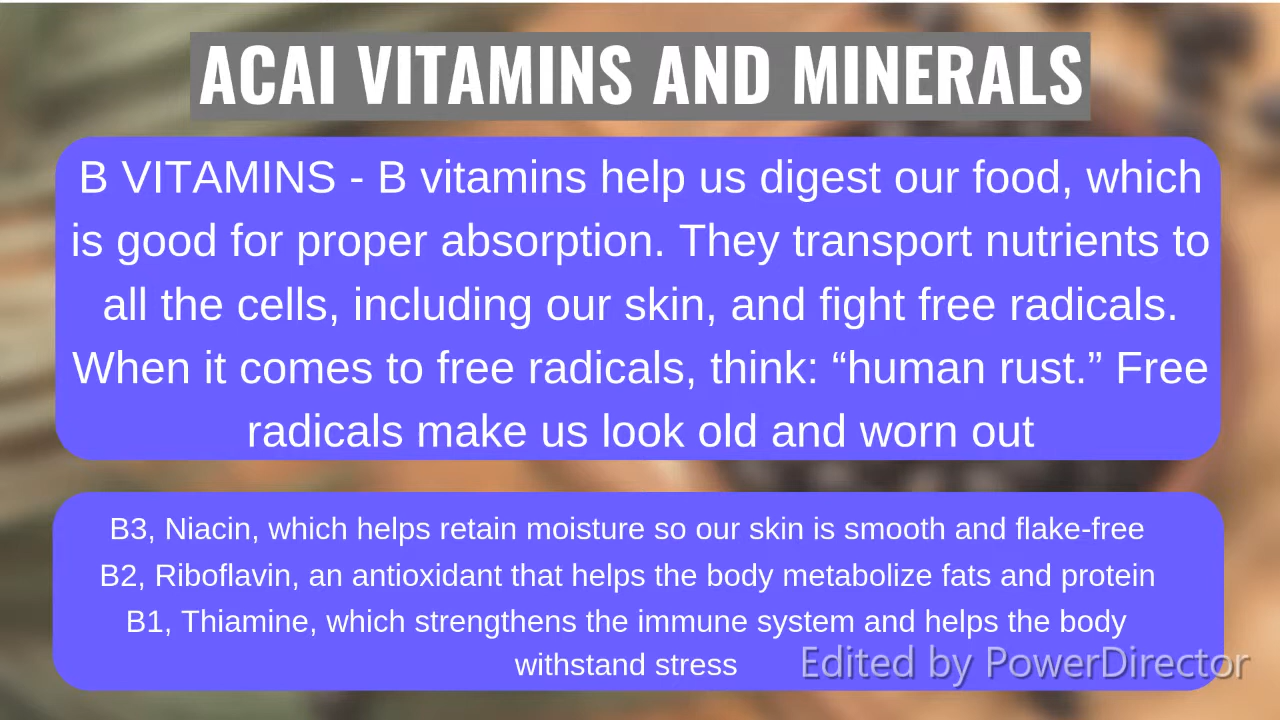 ACAI VITAMINS AND MINERALS
B VITAMINS - B vitamins help us digest our food, which
is good for proper absorption. They transport nutrients to
all the cells, including our skin, and fight free radicals.
When it comes to free radicals, think: “human rust.” Free
radicals make us look old and worn out
B3, Niacin, which helps retain moisture so our skin is smooth and flake-free
B2, Riboflavin, an antioxidant that helps the body metabolize fats and protein
B1, Thiamine, which strengthens the immune system and helps the body
withstand stress
Edited by PowerDirector